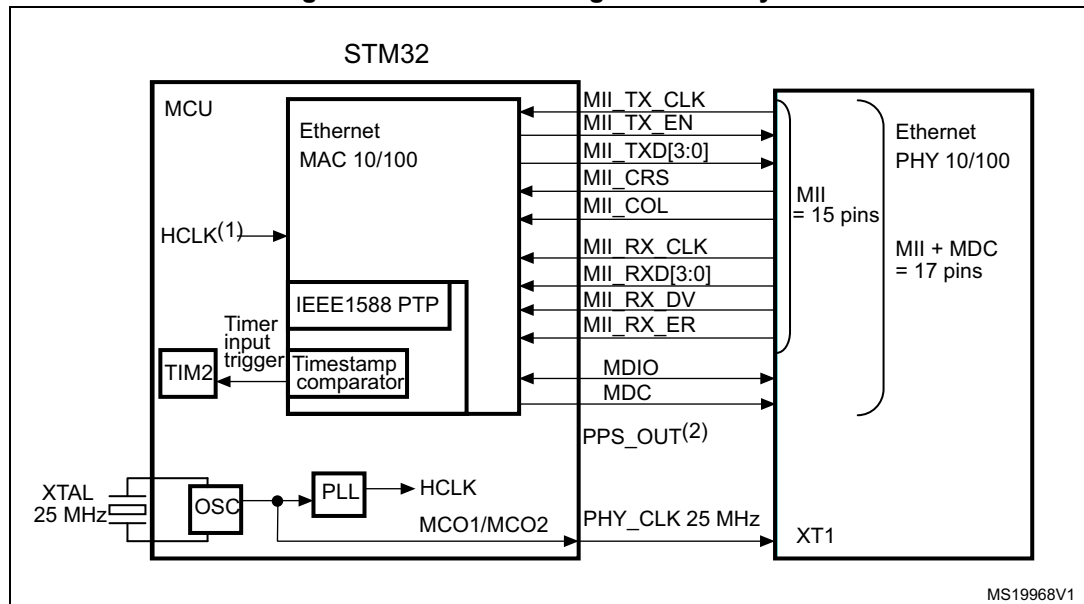 STM32
MCU
Ethernet
MAC 10/100
HCLK(1)
IEEE1588 PTP
Timer
input
trigger
Timestamp
comparator
TIM2
XTAL
25 MHz
OSC
PLL
HCLK
MCO1/MCO2
MII_TX_CLK
MII_TX_EN
MII_TXD[3:0]
MII_CRS
MII_COL
MII_RX_CLK
MII_RXD[3:0]
MII_RX_DV
MII_RX_ER
MDIO
MDC
PPS_OUT(2)
PHY_CLK 25 MHz
MII
= 15 pins
Ethernet
PHY 10/100
MII + MDC
= 17 pins
XT1
MS19968V1